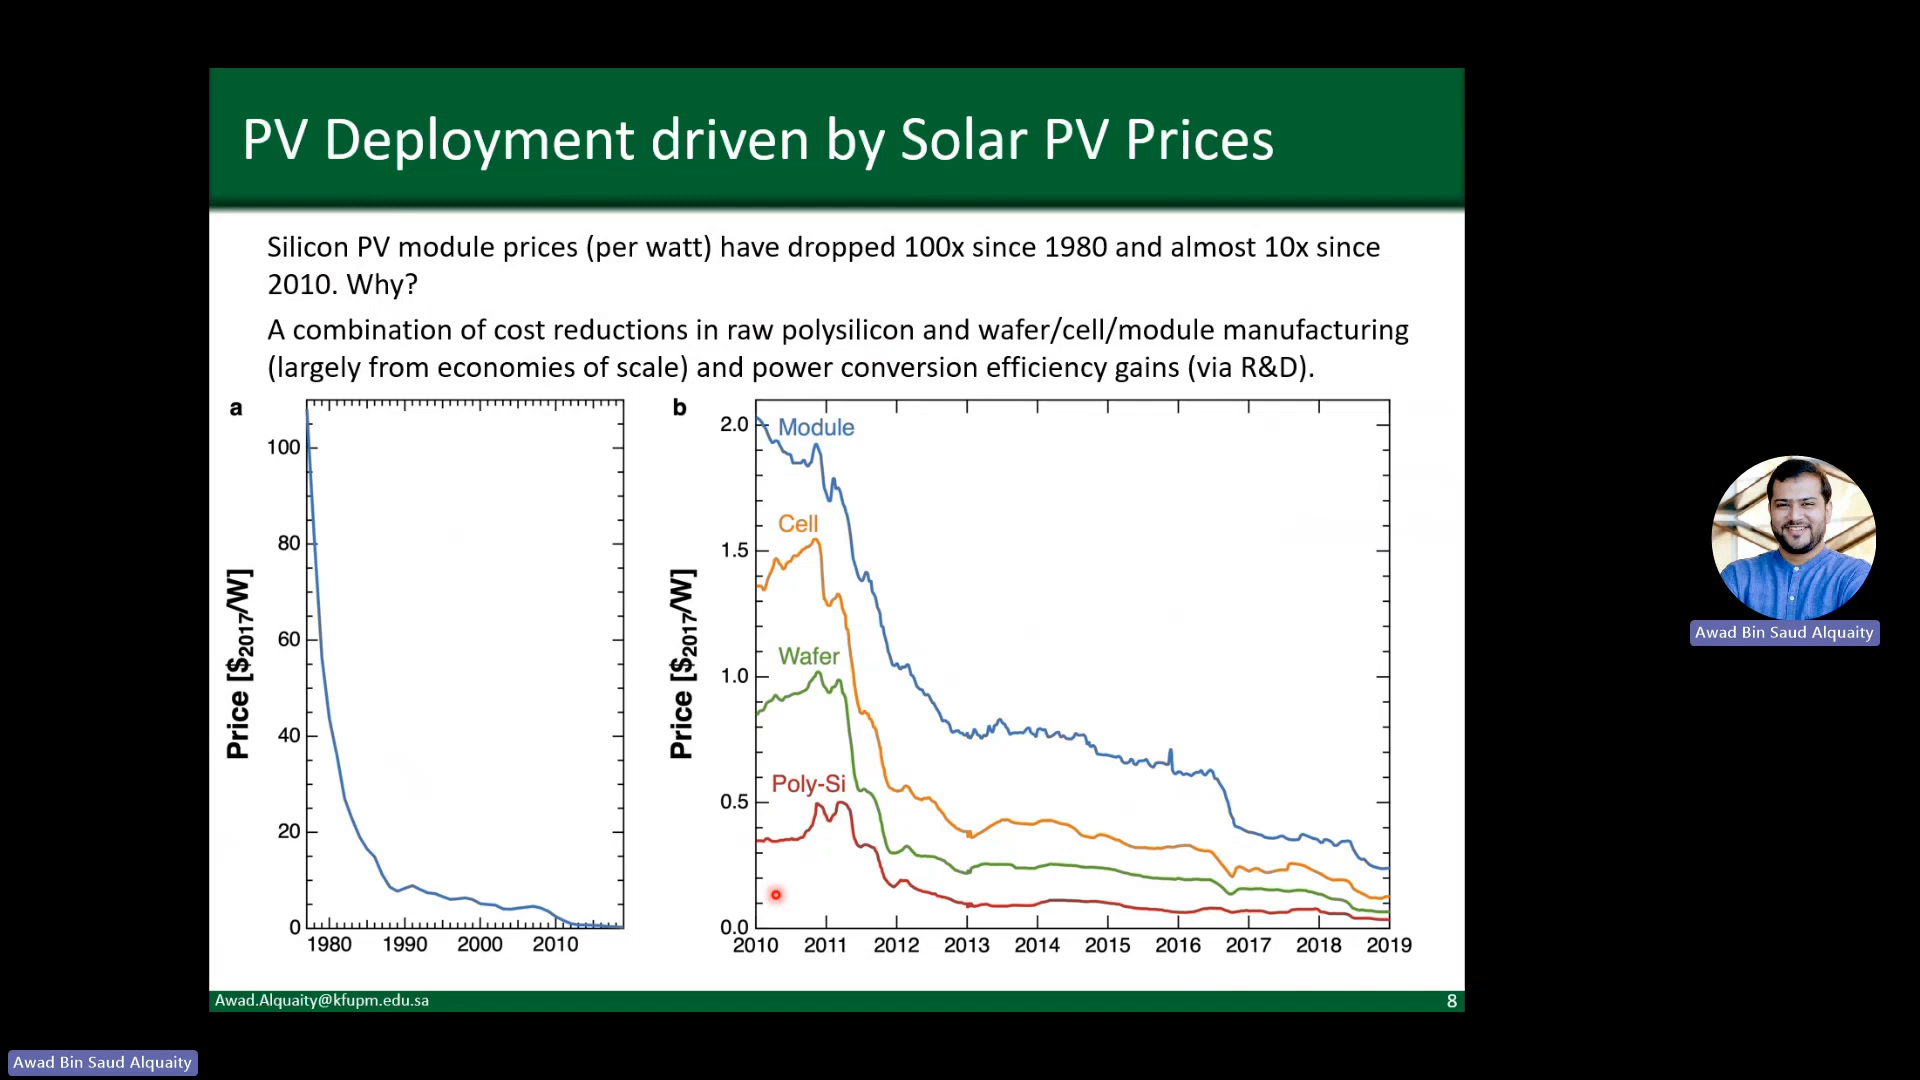 PV Deployment driven by Solar PV Prices
Silicon PV module prices (per watt) have dropped 100x since 1980 and almost 10x since
2010. Why?
A combination of cost reductions in raw polysilicon and wafer/cell/module manufacturing
(largely from economies of scale) and power conversion efficiency gains (via R&D).
a
Price [$2017/W]
100
80
60
40
20
0
1980 1990 2000 2010
b
Price [$2017/W]
2.0
1.5
1.0
0.5
0.0
Module
Cell
Wafer
Poly-Si
2010 2011 2012 2013 2014 2015 2016 2017 2018 2019
Awad.Alquaity@kfupm.edu.sa
8
Awad Bin Saud Alquaity
Awad Bin Saud Alquaity